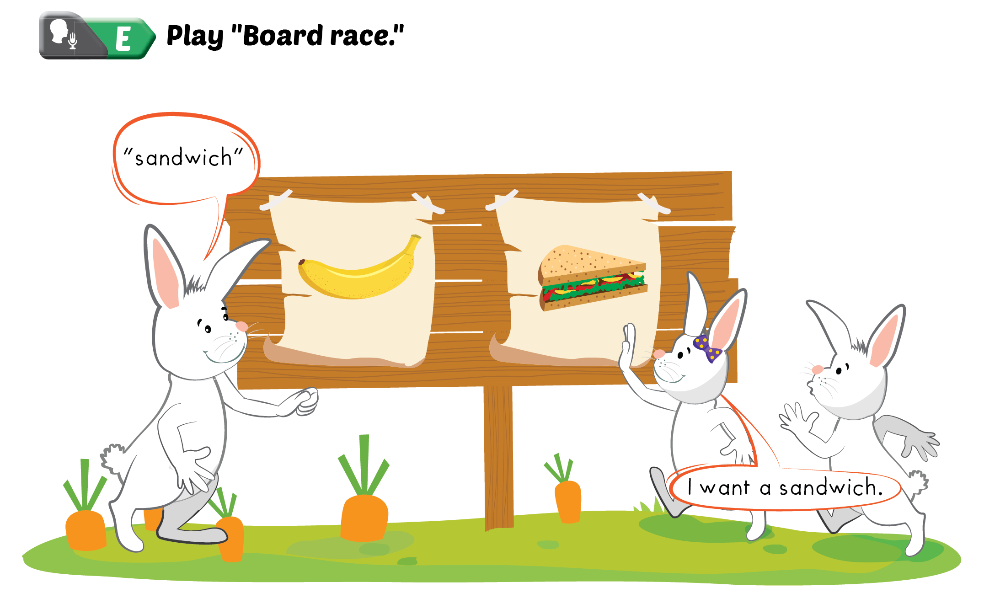 E Play "Board race."
"sandwich"
I want a sandwich.